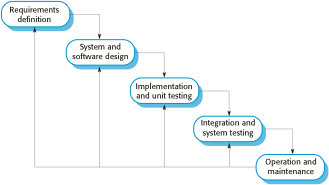 Requirements
definition
System and
software design
Implementation
and unit testing
Integration and
system testing
Operation and
maintenance